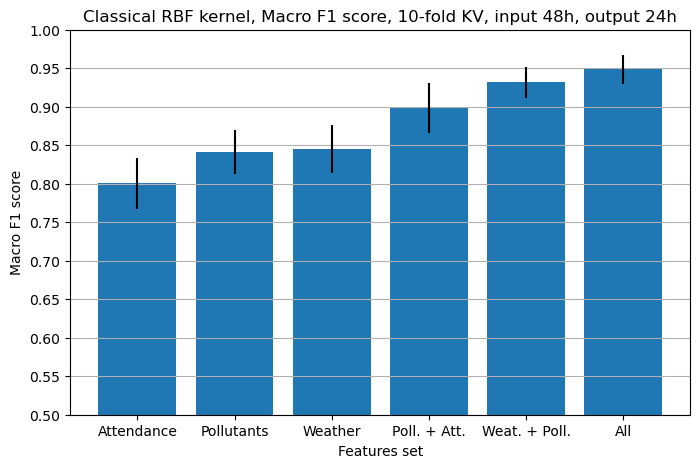 Classical RBF kernel, Macro F1 score, 10-fold KV, input 48h, output 24h
1.00
0.95
0.90
0.85
0.80
0.75
0.70
0.65
0.60
0.55
0.50
Macro F1 score
Attendance Pollutants Weather Poll. + Att. Weat. + Poll. All
Features set